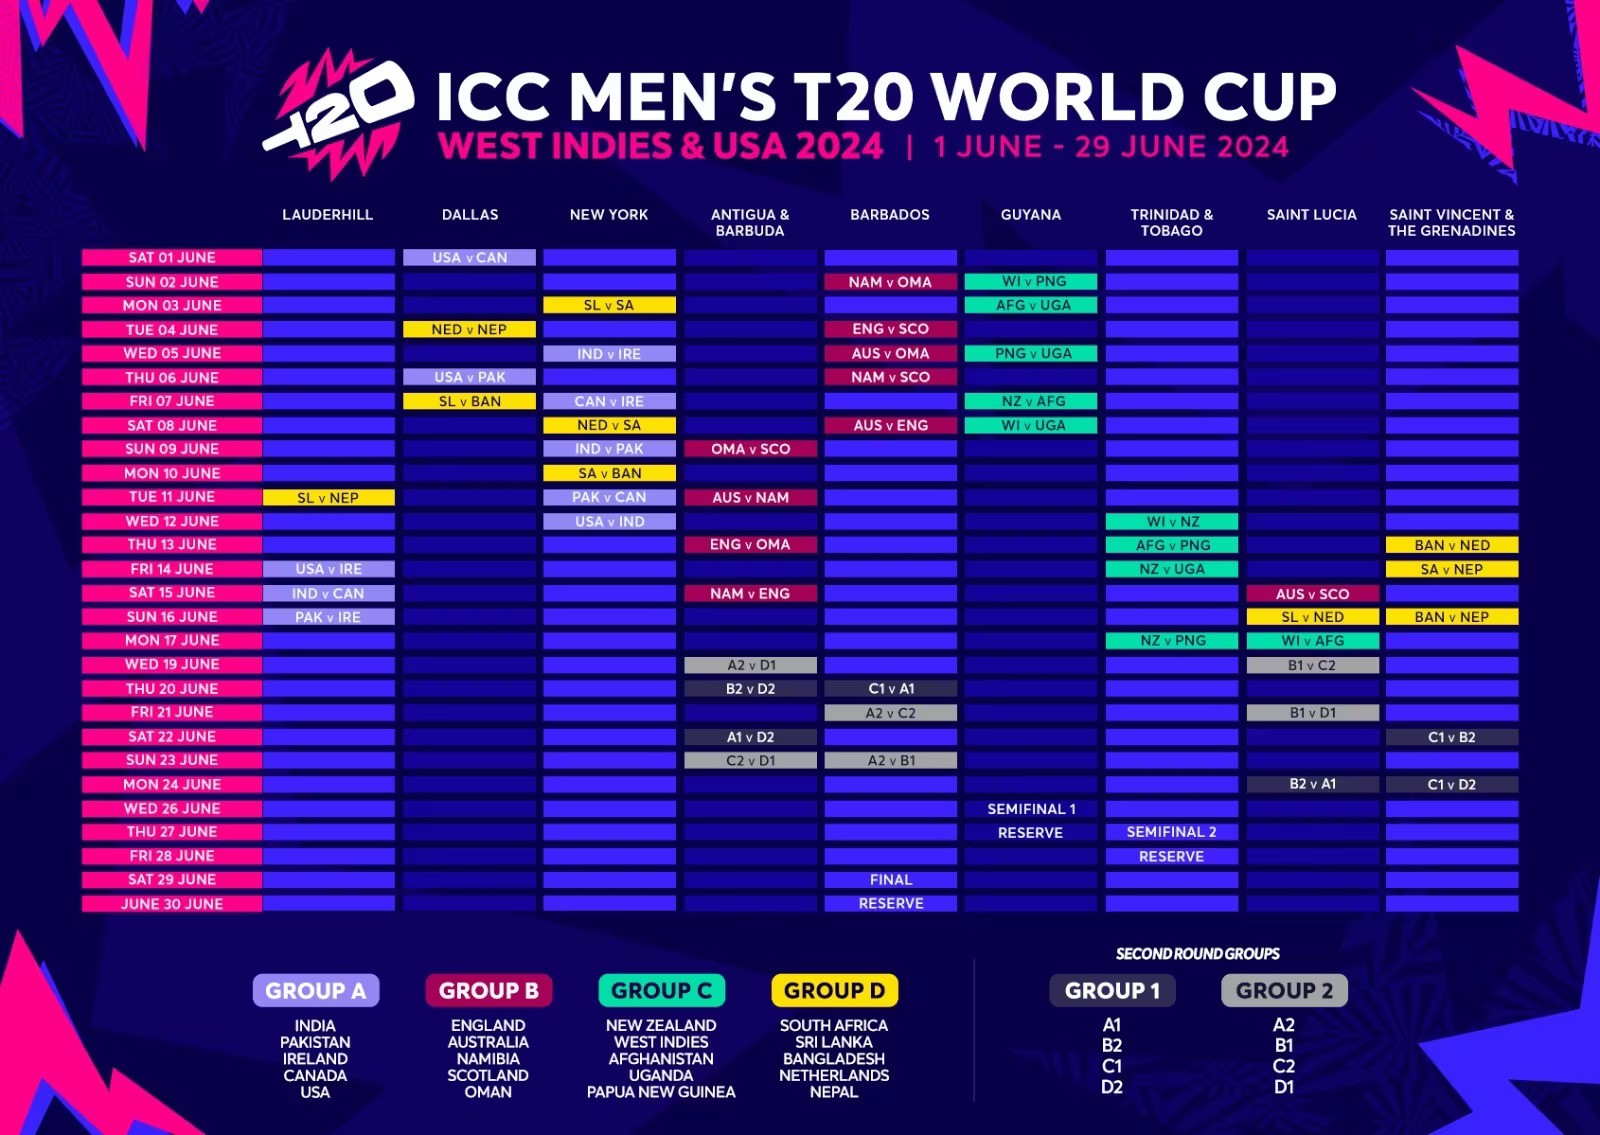 T20
ICC MEN'S T20 WORLD CUP
WEST INDIES & USA 2024 | 1 JUNE - 29 JUNE 2024
LAUDERHILL DALLAS NEW YORK ANTIGUA & BARBUDA BARBADOS GUYANA TRINIDAD & TOBAGO SAINT LUCIA SAINT VINCENT & THE GRENADINES
SAT 01 JUNE USA v CAN
SUN 02 JUNE NAM v OMA WI v PNG
MON 03 JUNE SL v SA AFG v UGA
TUE 04 JUNE NED v NEP ENG v SCO
WED 05 JUNE IND v IRE AUS v OMA PNG v UGA
THU 06 JUNE USA v PAK NAM v SCO
FRI 07 JUNE SL v BAN CAN v IRE NZ v AFG
SAT 08 JUNE NED v SA AUS v ENG WI v UGA
SUN 09 JUNE IND v PAK OMA v SCO
MON 10 JUNE SA v BAN
TUE 11 JUNE SL v NEP PAK v CAN AUS v NAM
WED 12 JUNE USA v IND WI v NZ
THU 13 JUNE ENG v OMA AFG v PNG BAN v NED
FRI 14 JUNE USA v IRE NZ v UGA SA v NEP
SAT 15 JUNE IND v CAN NAM v ENG AUS v SCO
SUN 16 JUNE PAK v IRE SL v NED BAN v NEP
MON 17 JUNE NZ v PNG WI v AFG
WED 19 JUNE A2 v D1 B1 v C2
THU 20 JUNE B2 v D2 C1 v A1
FRI 21 JUNE A2 v C2 B1 v D1
SAT 22 JUNE A1 v D2 C1 v B2
SUN 23 JUNE C2 v D1 A2 v B1
MON 24 JUNE B2 v A1 C1 v D2
WED 26 JUNE SEMIFINAL 1
THU 27 JUNE RESERVE SEMIFINAL 2
FRI 28 JUNE RESERVE
SAT 29 JUNE FINAL
JUNE 30 JUNE RESERVE
SECOND ROUND GROUPS
GROUP A GROUP B GROUP C GROUP D GROUP 1 GROUP 2
INDIA ENGLAND NEW ZEALAND SOUTH AFRICA A1 A2
PAKISTAN AUSTRALIA WEST INDIES SRI LANKA B2 B1
IRELAND NAMIBIA AFGHANISTAN BANGLADESH C1 C2
CANADA SCOTLAND UGANDA NETHERLANDS D2 D1
USA OMAN PAPUA NEW GUINEA NEPAL